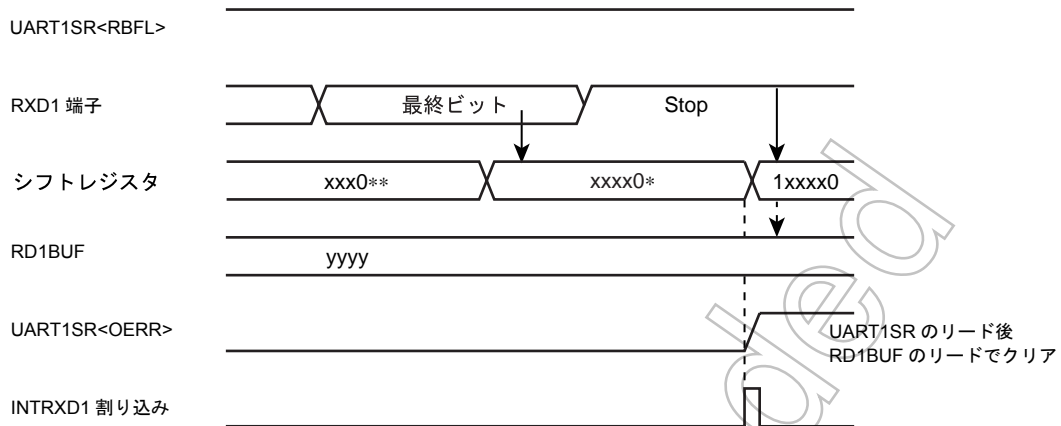 UART1SR<RBFL>
RXD1 端子
最終ビット
Stop
シフトレジスタ
xxx0**
xxxx0*
1xxxx0
RD1BUF
yyyy
UART1SR<OERR>
UART1SR のリード後
RD1BUF のリードでクリア
INTRXD1 割り込み
ded